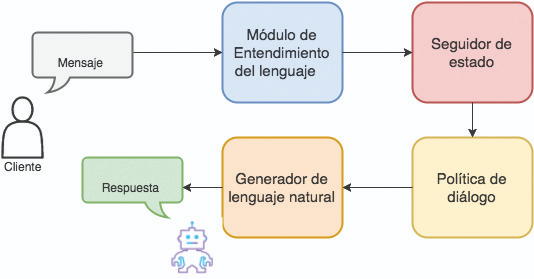 Mensaje
Módulo de
Entendimiento
del lenguaje
Seguidor de
estado
Cliente
Respuesta
Generador de
lenguaje natural
Política de
diálogo